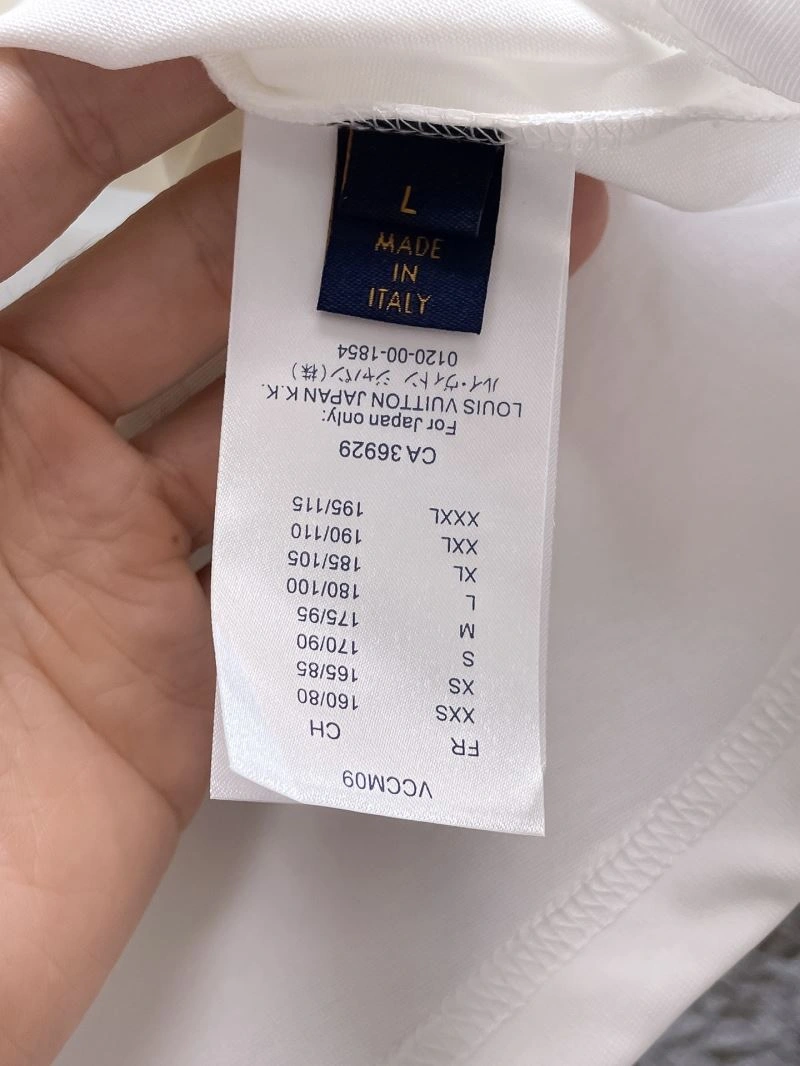 L
MADE
IN
ITALY
VCCM09
FR CH
XXS 160/80
XS 165/85
S 170/90
M 175/95
L 180/100
XL 185/105
XXL 190/110
XXXL 195/115
CA 36929
For Japan only:
LOUIS VUITTON JAPAN K.K.
ルイ・ヴィトン ジャパン(株)
0120-00-1854